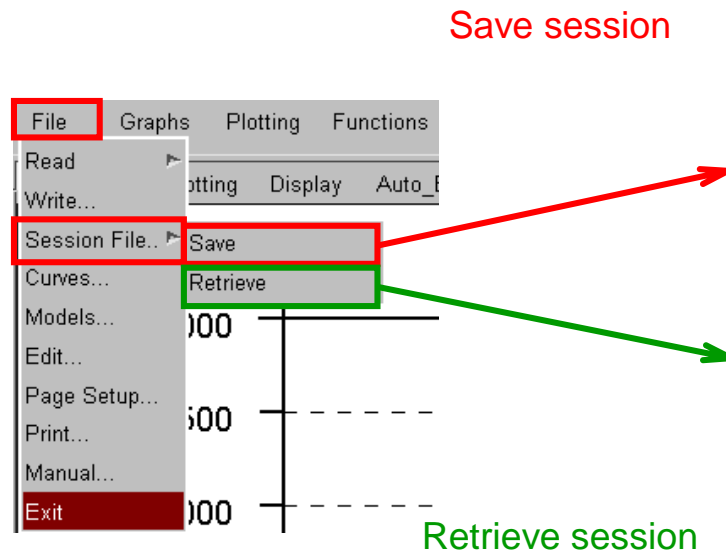 Save session
File Graphs Plotting Functions
Read
Display
Write...
Session File..
Save
Curves...
Retrieve
Models...
Edit...
Page Setup...
Print...
Manual...
Exit
Retrieve session